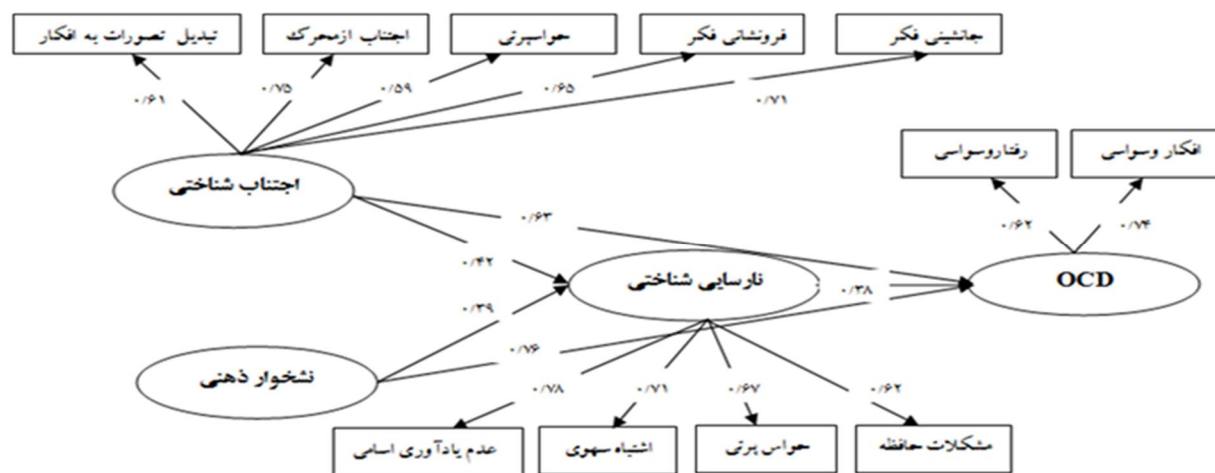 جانشینی فکر
فرونشانی فکر
حواسپرتی
اجتناب ازمحرک
تبدیل تصورات به افکار
۰/۷۱
۰/۶۵
۰/۵۹
۰/۷۵
۰/۶۱
افکار وسواسی
رفتاروسواسی
اجتناب شناختی
۰/۷۴
۰/۶۲
۰/۶۳
۰/۴۲
OCD
نارسایی شناختی
۰/۳۸
۰/۳۹
۰/۷۶
نشخوار ذهنی
۰/۶۲
۰/۶۷
۰/۷۱
۰/۷۸
مشکلات حافظه
حواس پرتی
اشتباه سهوی
عدم یادآوری اسامی